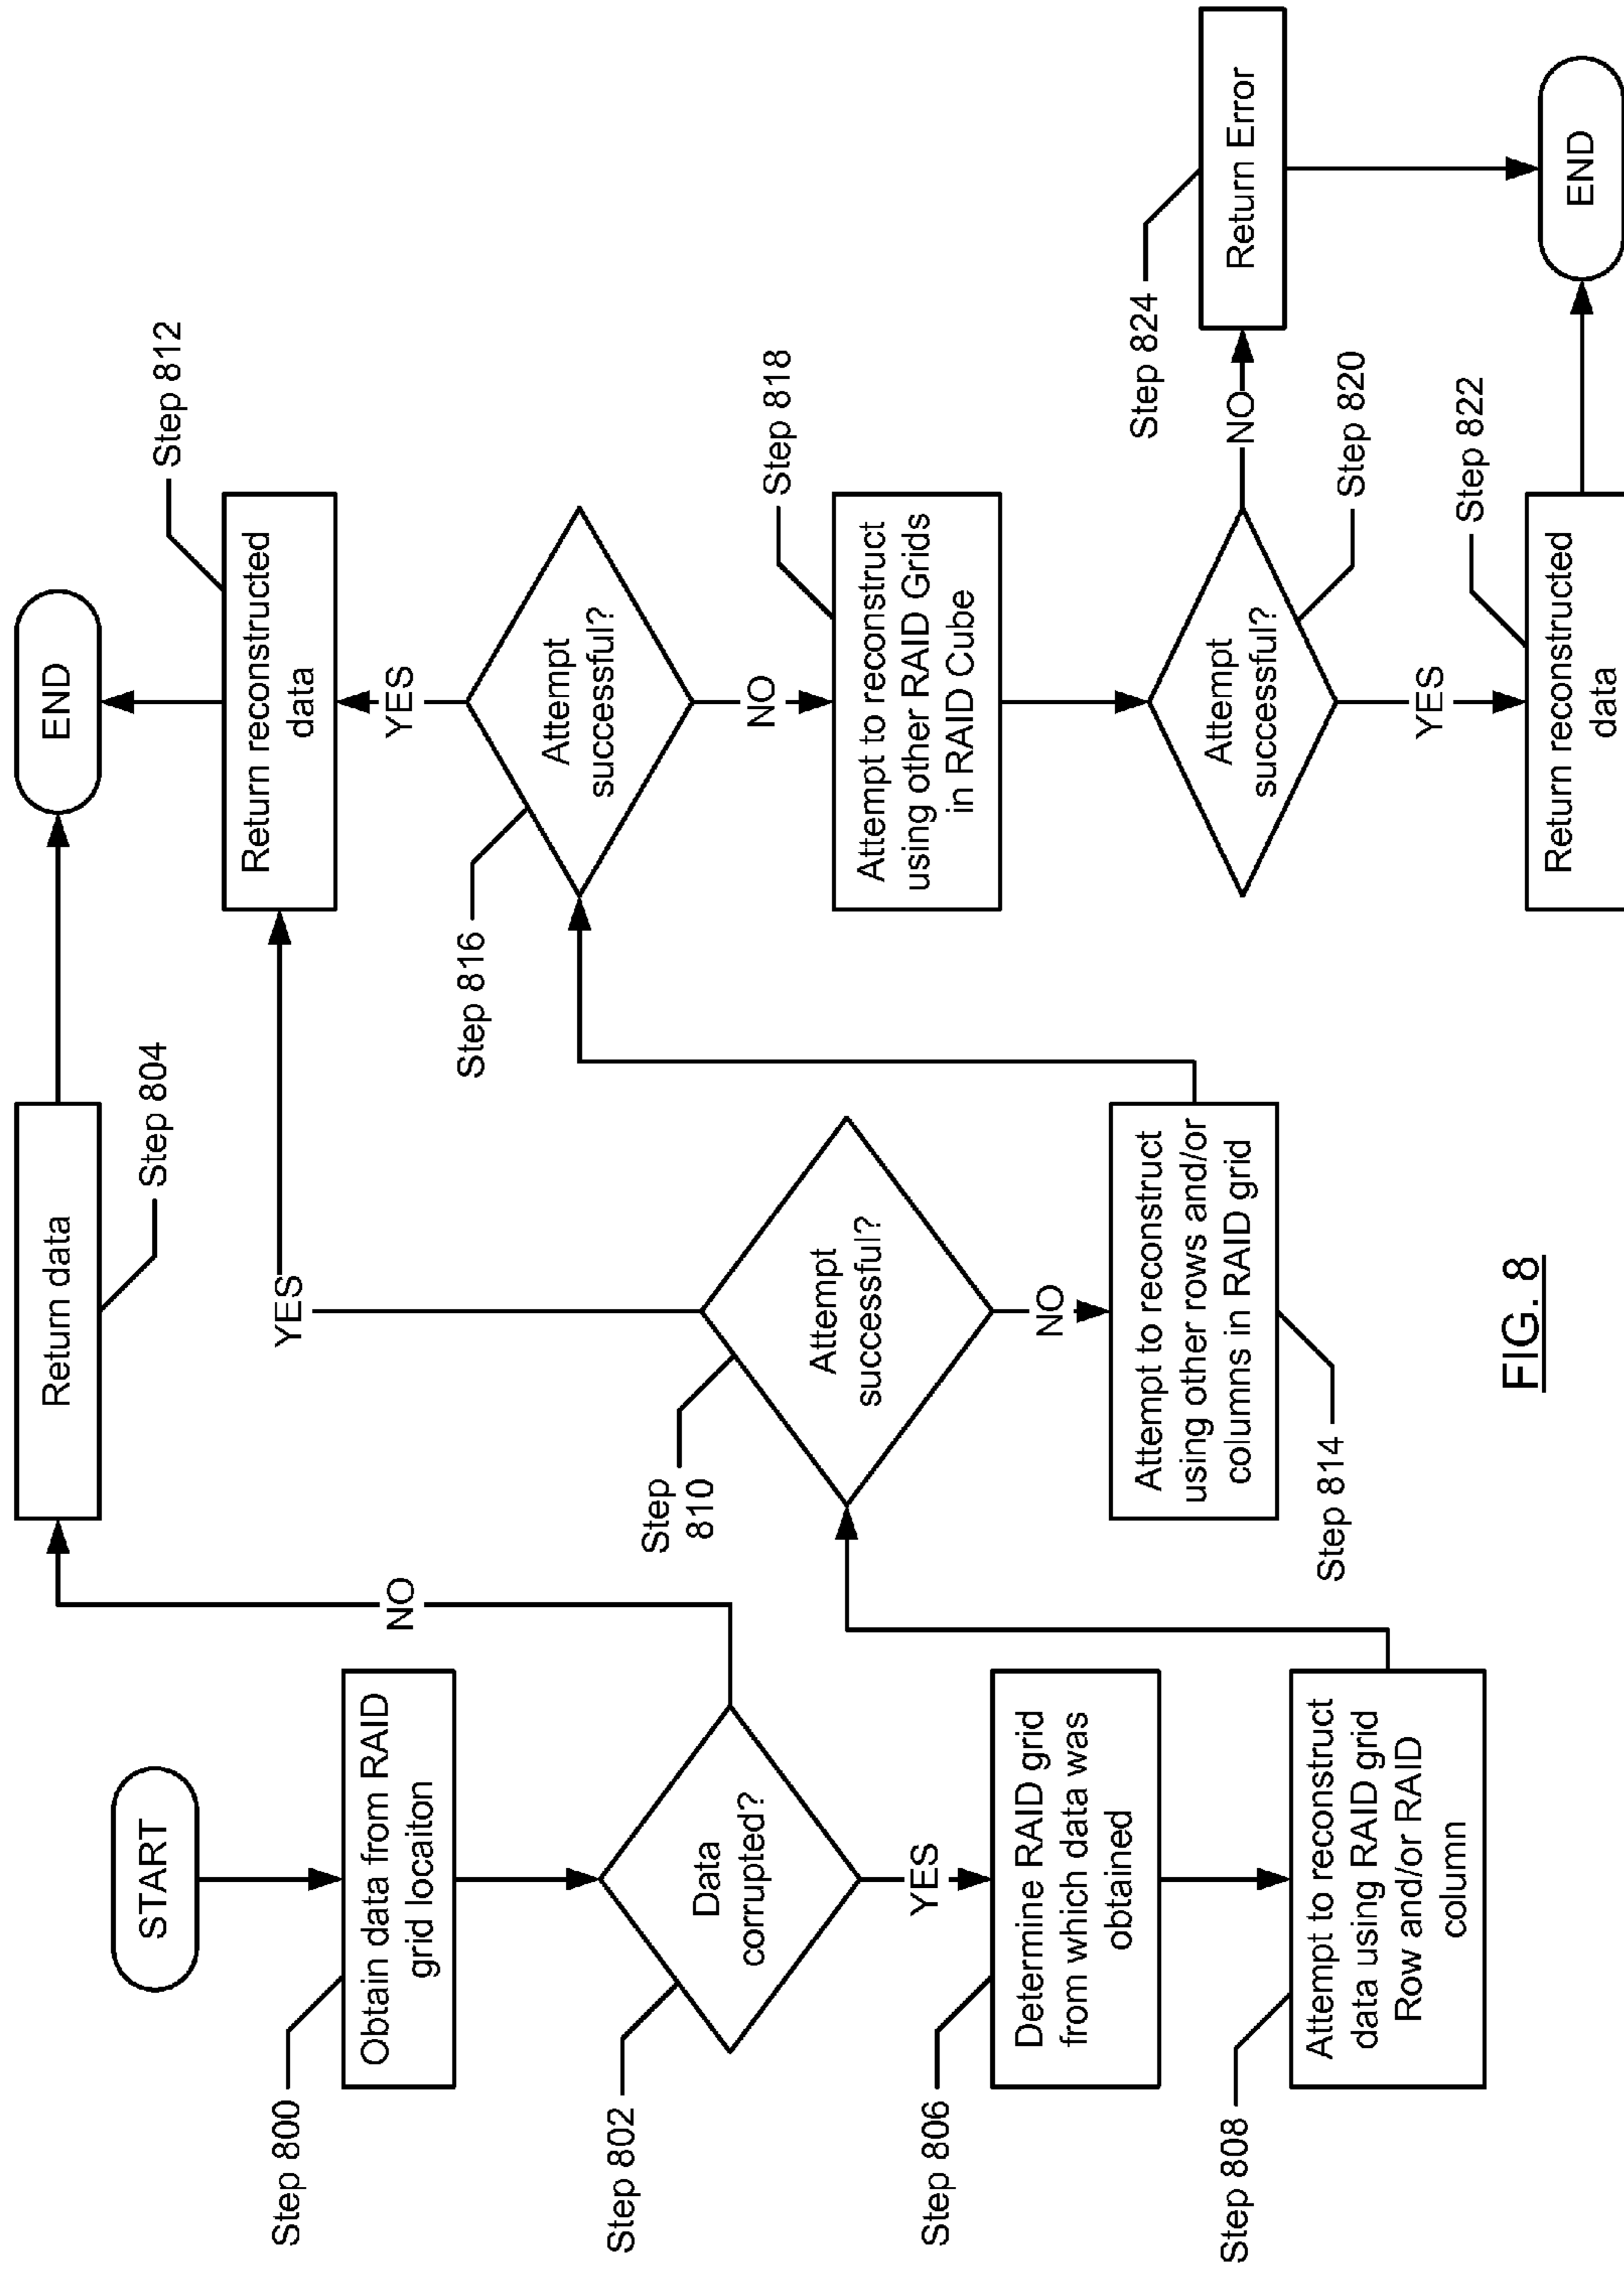 START
Step 800
Obtain data from RAID
grid locaiton
Step 802
Data
corrupted?
NO
YES
Step 806
Determine RAID grid
from which data was
obtained
Step 808
Attempt to reconstruct
data using RAID grid
Row and/or RAID
column
Return data
Step 804
YES
Step
810
Attempt
successful?
NO
Attempt to reconstruct
using other rows and/or
columns in RAID grid
Step 814
END
Step 812
Return reconstructed
data
YES
Step 816
Attempt
successful?
NO
Step 818
Attempt to reconstruct
using other RAID Grids
in RAID Cube
Attempt
successful?
Step 820
NO
Step 824
Return Error
YES
Step 822
Return reconstructed
data
END
FIG. 8